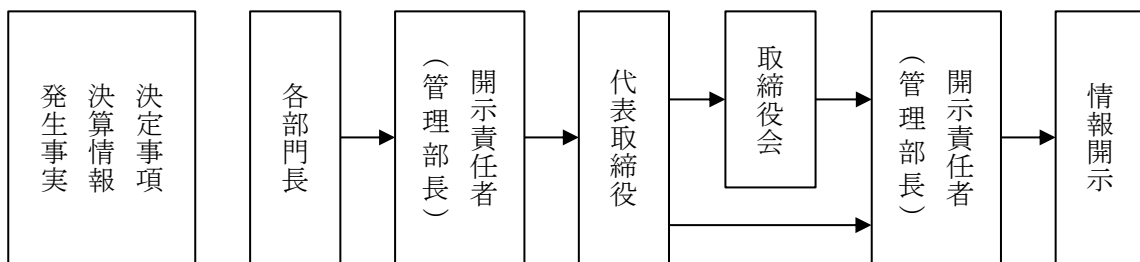 決定事項
決算情報
発生事実
各部門長
開示責任者
（管理部長）
代表取締役
取締役会
開示責任者
（管理部長）
情報開示